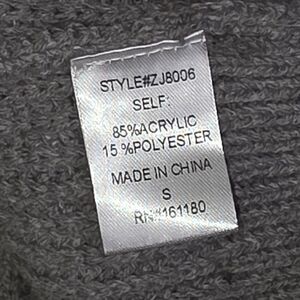 STYLE#ZJ8006
SELF:
85%ACRYLIC
15 %POLYESTER
MADE IN CHINA
S
RN#161180